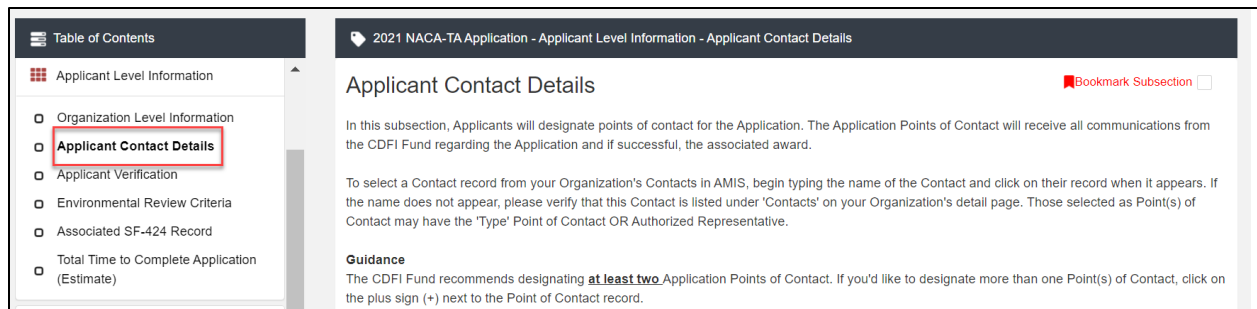 Table of Contents
Applicant Level Information
Organization Level Information
Applicant Contact Details
Applicant Verification
Environmental Review Criteria
Associated SF-424 Record
Total Time to Complete Application
(Estimate)
2021 NACA-TA Application - Applicant Level Information - Applicant Contact Details
Applicant Contact Details
Bookmark Subsection
In this subsection, Applicants will designate points of contact for the Application. The Application Points of Contact will receive all communications from
the CDFI Fund regarding the Application and if successful, the associated award.
To select a Contact record from your Organization's Contacts in AMIS, begin typing the name of the Contact and click on their record when it appears. If
the name does not appear, please verify that this Contact is listed under 'Contacts' on your Organization's detail page. Those selected as Point(s) of
Contact may have the 'Type' Point of Contact OR Authorized Representative.
Guidance
The CDFI Fund recommends designating at least two Application Points of Contact. If you'd like to designate more than one Point(s) of Contact, click on
the plus sign (+) next to the Point of Contact record.